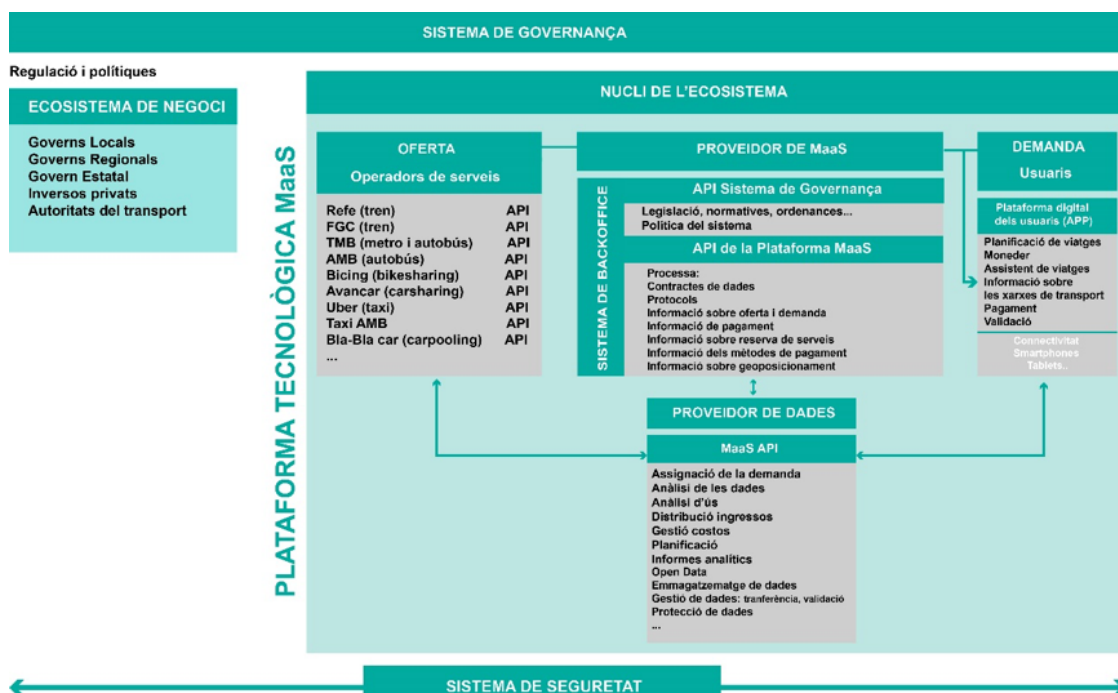 SISTEMA DE GOVERNANÇA
Regulació i polítiques
ECOSISTEMA DE NEGOCI
Governs Locals
Governs Regionals
Govern Estatal
Inversos privats
Autoritats del transport
PLATAFORMA TECNOLÒGICA MaaS
NUCLI DE L'ECOSISTEMA
OFERTA
Operadors de serveis
Refe (tren) API
FGC (tren) API
TMB (metro i autobús) API
AMB (autobús) API
Bicing (bikesharing) API
Avancar (carsharing) API
Uber (taxi) API
Taxi AMB API
Bla-Bla car (carpooling) API
...
PROVEIDOR DE MaaS
SISTEMA DE BACKOFFICE
API Sistema de Governança
Legislació, normatives, ordenances...
Política del sistema
API de la Plataforma MaaS
Processa:
Contractes de dades
Protocols
Informació sobre oferta i demanda
Informació de pagament
Informació sobre reserva de serveis
Informació dels mètodes de pagament
Informació sobre geoposicionament
DEMANDA
Usuaris
Plataforma digital
dels usuaris (APP)
Planificació de viatges
Moneder
Assistent de viatges
Informació sobre
les xarxes de transport
Pagament
Validació
Connectivitat
Smartphones
Tablets..
PROVEIDOR DE DADES
MaaS API
Assignació de la demanda
Anàlisi de les dades
Anàlisi d'ús
Distribució ingressos
Gestió costos
Planificació
Informes analítics
Open Data
Emmagatzematge de dades
Gestió de dades: tranferència, validació
Protecció de dades
...
SISTEMA DE SEGURETAT